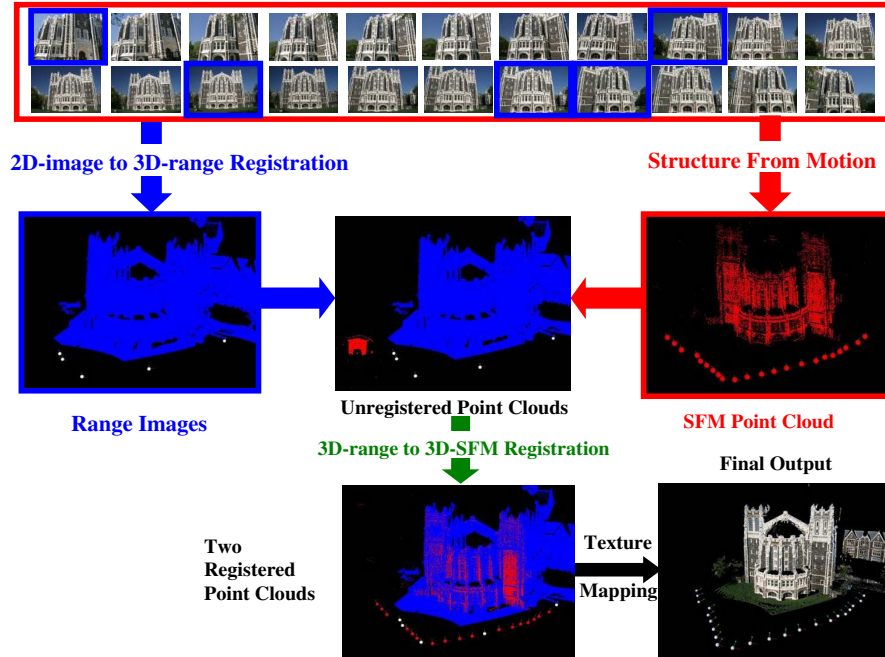 2D-image to 3D-range Registration
Structure From Motion
Range Images
Unregistered Point Clouds
SFM Point Cloud
3D-range to 3D-SFM Registration
Final Output
Two
Registered
Point Clouds
Texture
Mapping